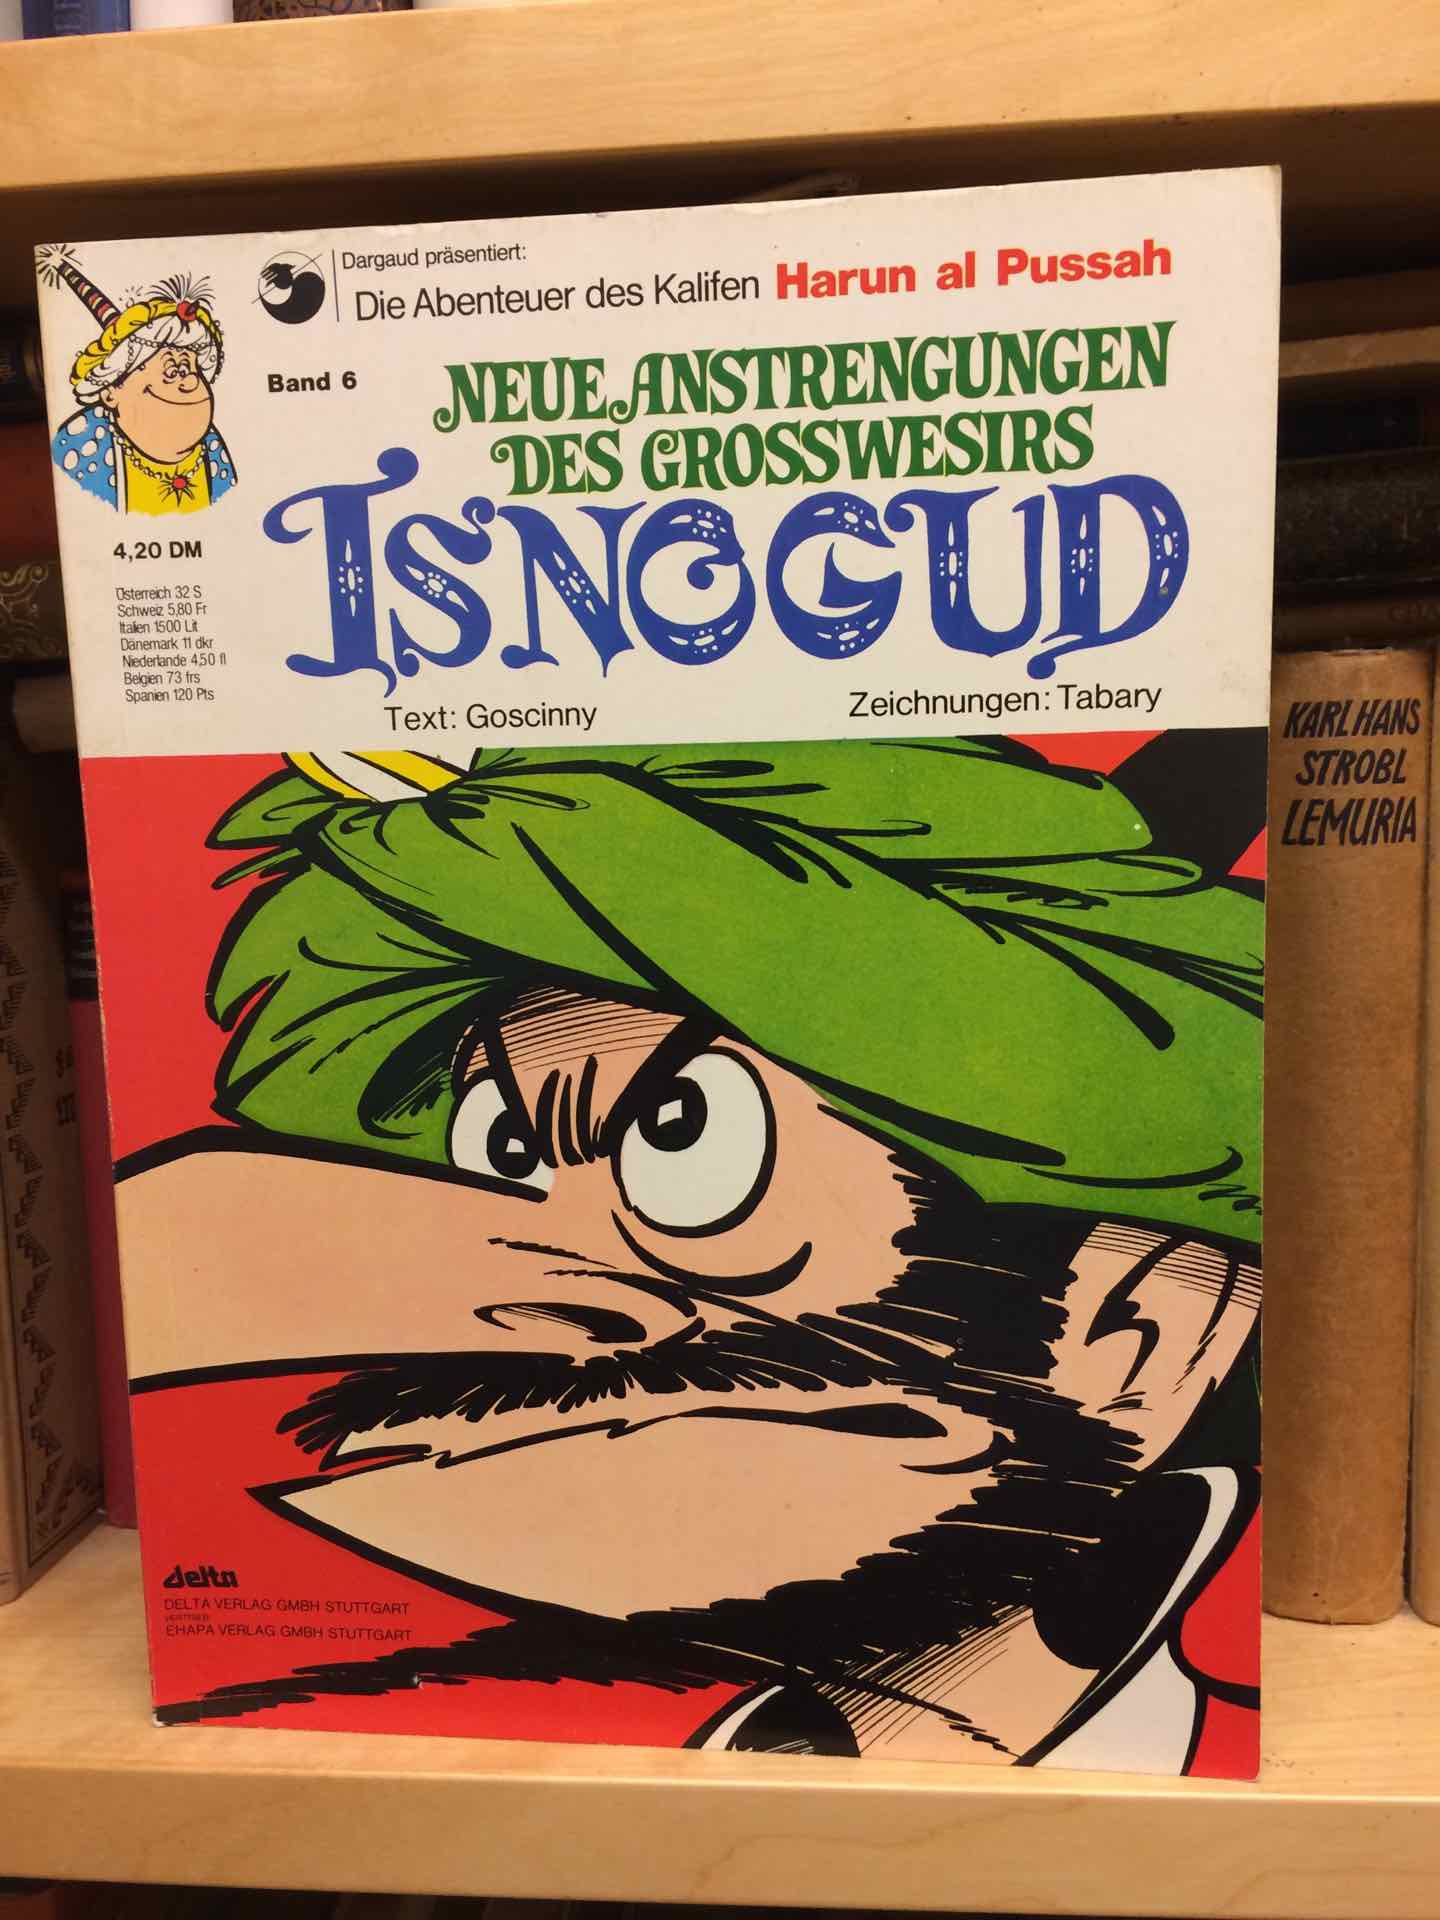 Dargaud präsentiert:
Die Abenteuer des Kalifen Harun al Pussah
Band 6
NEUE ANSTRENGUNGEN
DES GROSSWESIRS
ISNOGUD
4,20 DM
Österreich 32 S
Schweiz 5,80 Fr
Italien 1500 Lit
Dänemark 11 dkr
Niederlande 4,50 fl
Belgien 73 frs
Spanien 120 Pts
Text: Goscinny
Zeichnungen: Tabary
delta
DELTA VERLAG GMBH STUTTGART
VERTRIEB
EHAPA VERLAG GMBH STUTTGART
KARL HANS
STROBL
LEMURIA